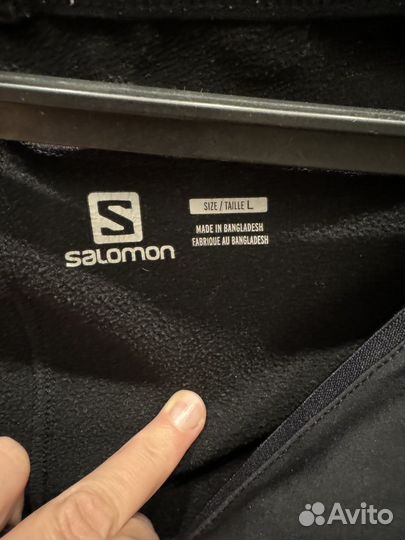 S
salomon
SIZE / TAILLE L
MADE IN BANGLADESH
FABRIQUE AU BANGLADESH
Avito